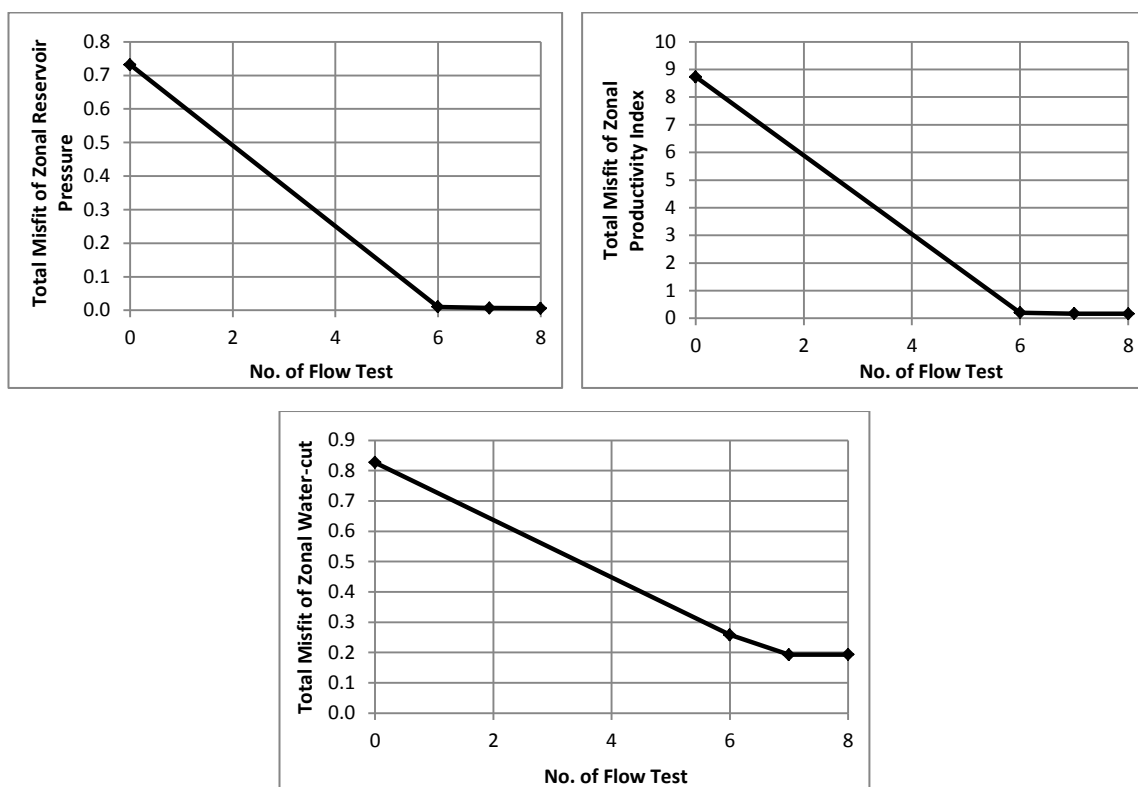 Total Misfit of Zonal Reservoir
Pressure
0.8
0.7
0.6
0.5
0.4
0.3
0.2
0.1
0.0
0 2 4 6 8
No. of Flow Test
Total Misfit of Zonal
Productivity Index
10
9
8
7
6
5
4
3
2
1
0
0 2 4 6 8
No. of Flow Test
Total Misfit of Zonal Water-cut
0.9
0.8
0.7
0.6
0.5
0.4
0.3
0.2
0.1
0.0
0 2 4 6 8
No. of Flow Test